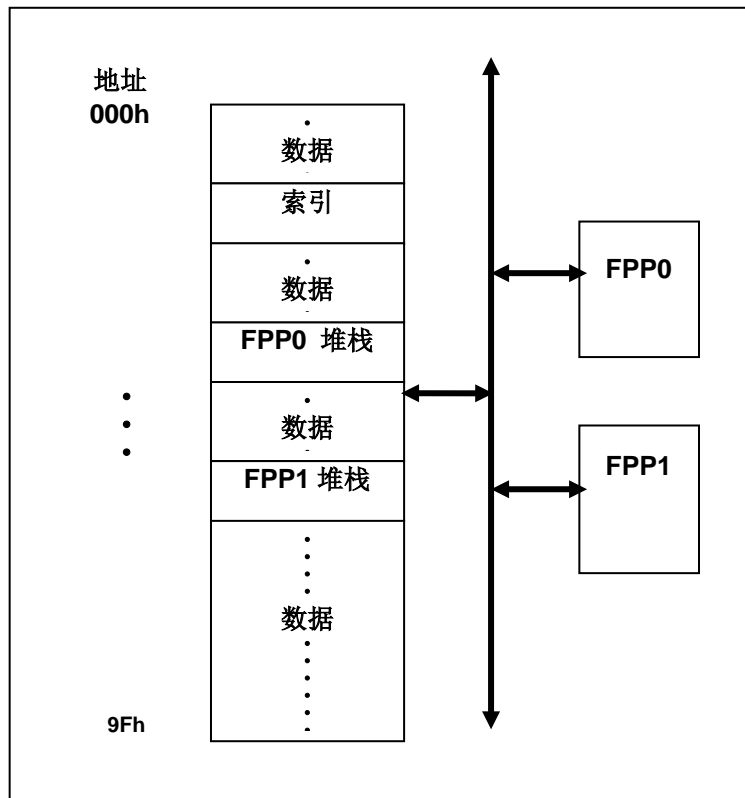 地址
000h
数据
索引
数据
FPP0 堆栈
数据
FPP1 堆栈
数据
9Fh
FPP0
FPP1